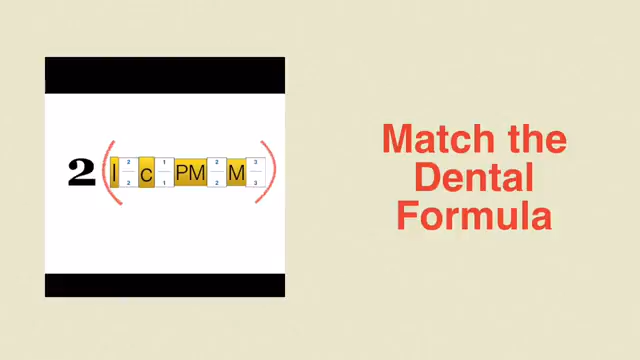 2 ( I 2/2 c 1/1 PM 2/2 M 3/3 )
Match the
Dental
Formula